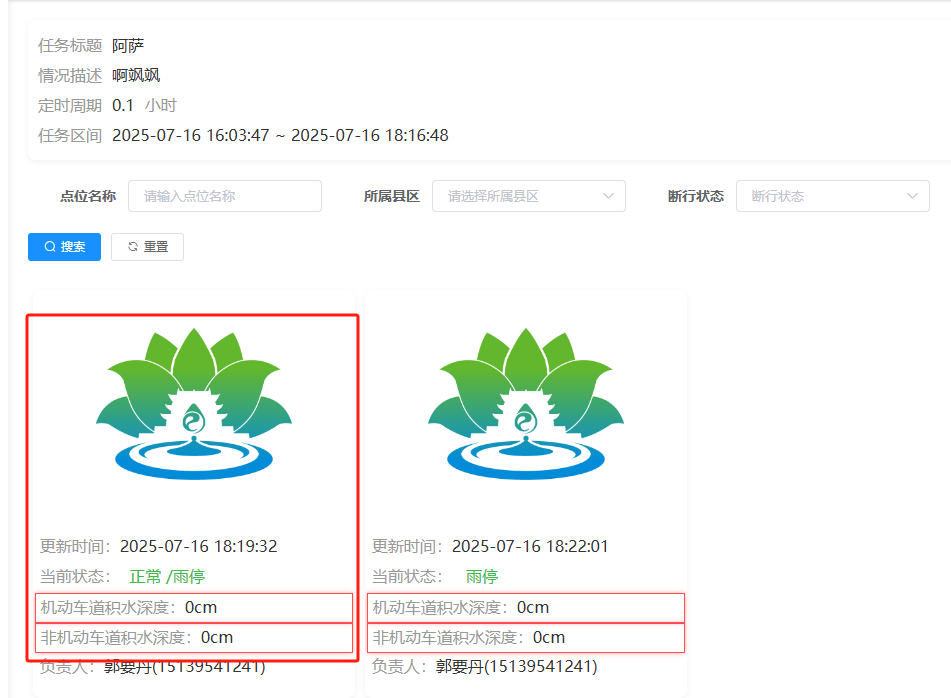 任务标题 阿萨
情况描述 啊飒飒
定时周期 0.1 小时
任务区间 2025-07-16 16:03:47 ~ 2025-07-16 18:16:48
点位名称 请输入点位名称 所属县区 请选择所属县区 断行状态 断行状态
搜索 重置
更新时间：2025-07-16 18:19:32
当前状态： 正常 /雨停
机动车道积水深度：0cm
非机动车道积水深度：0cm
负责人：郭要丹(15139541241)
更新时间：2025-07-16 18:22:01
当前状态： 雨停
机动车道积水深度：0cm
非机动车道积水深度：0cm
负责人：郭要丹(15139541241)